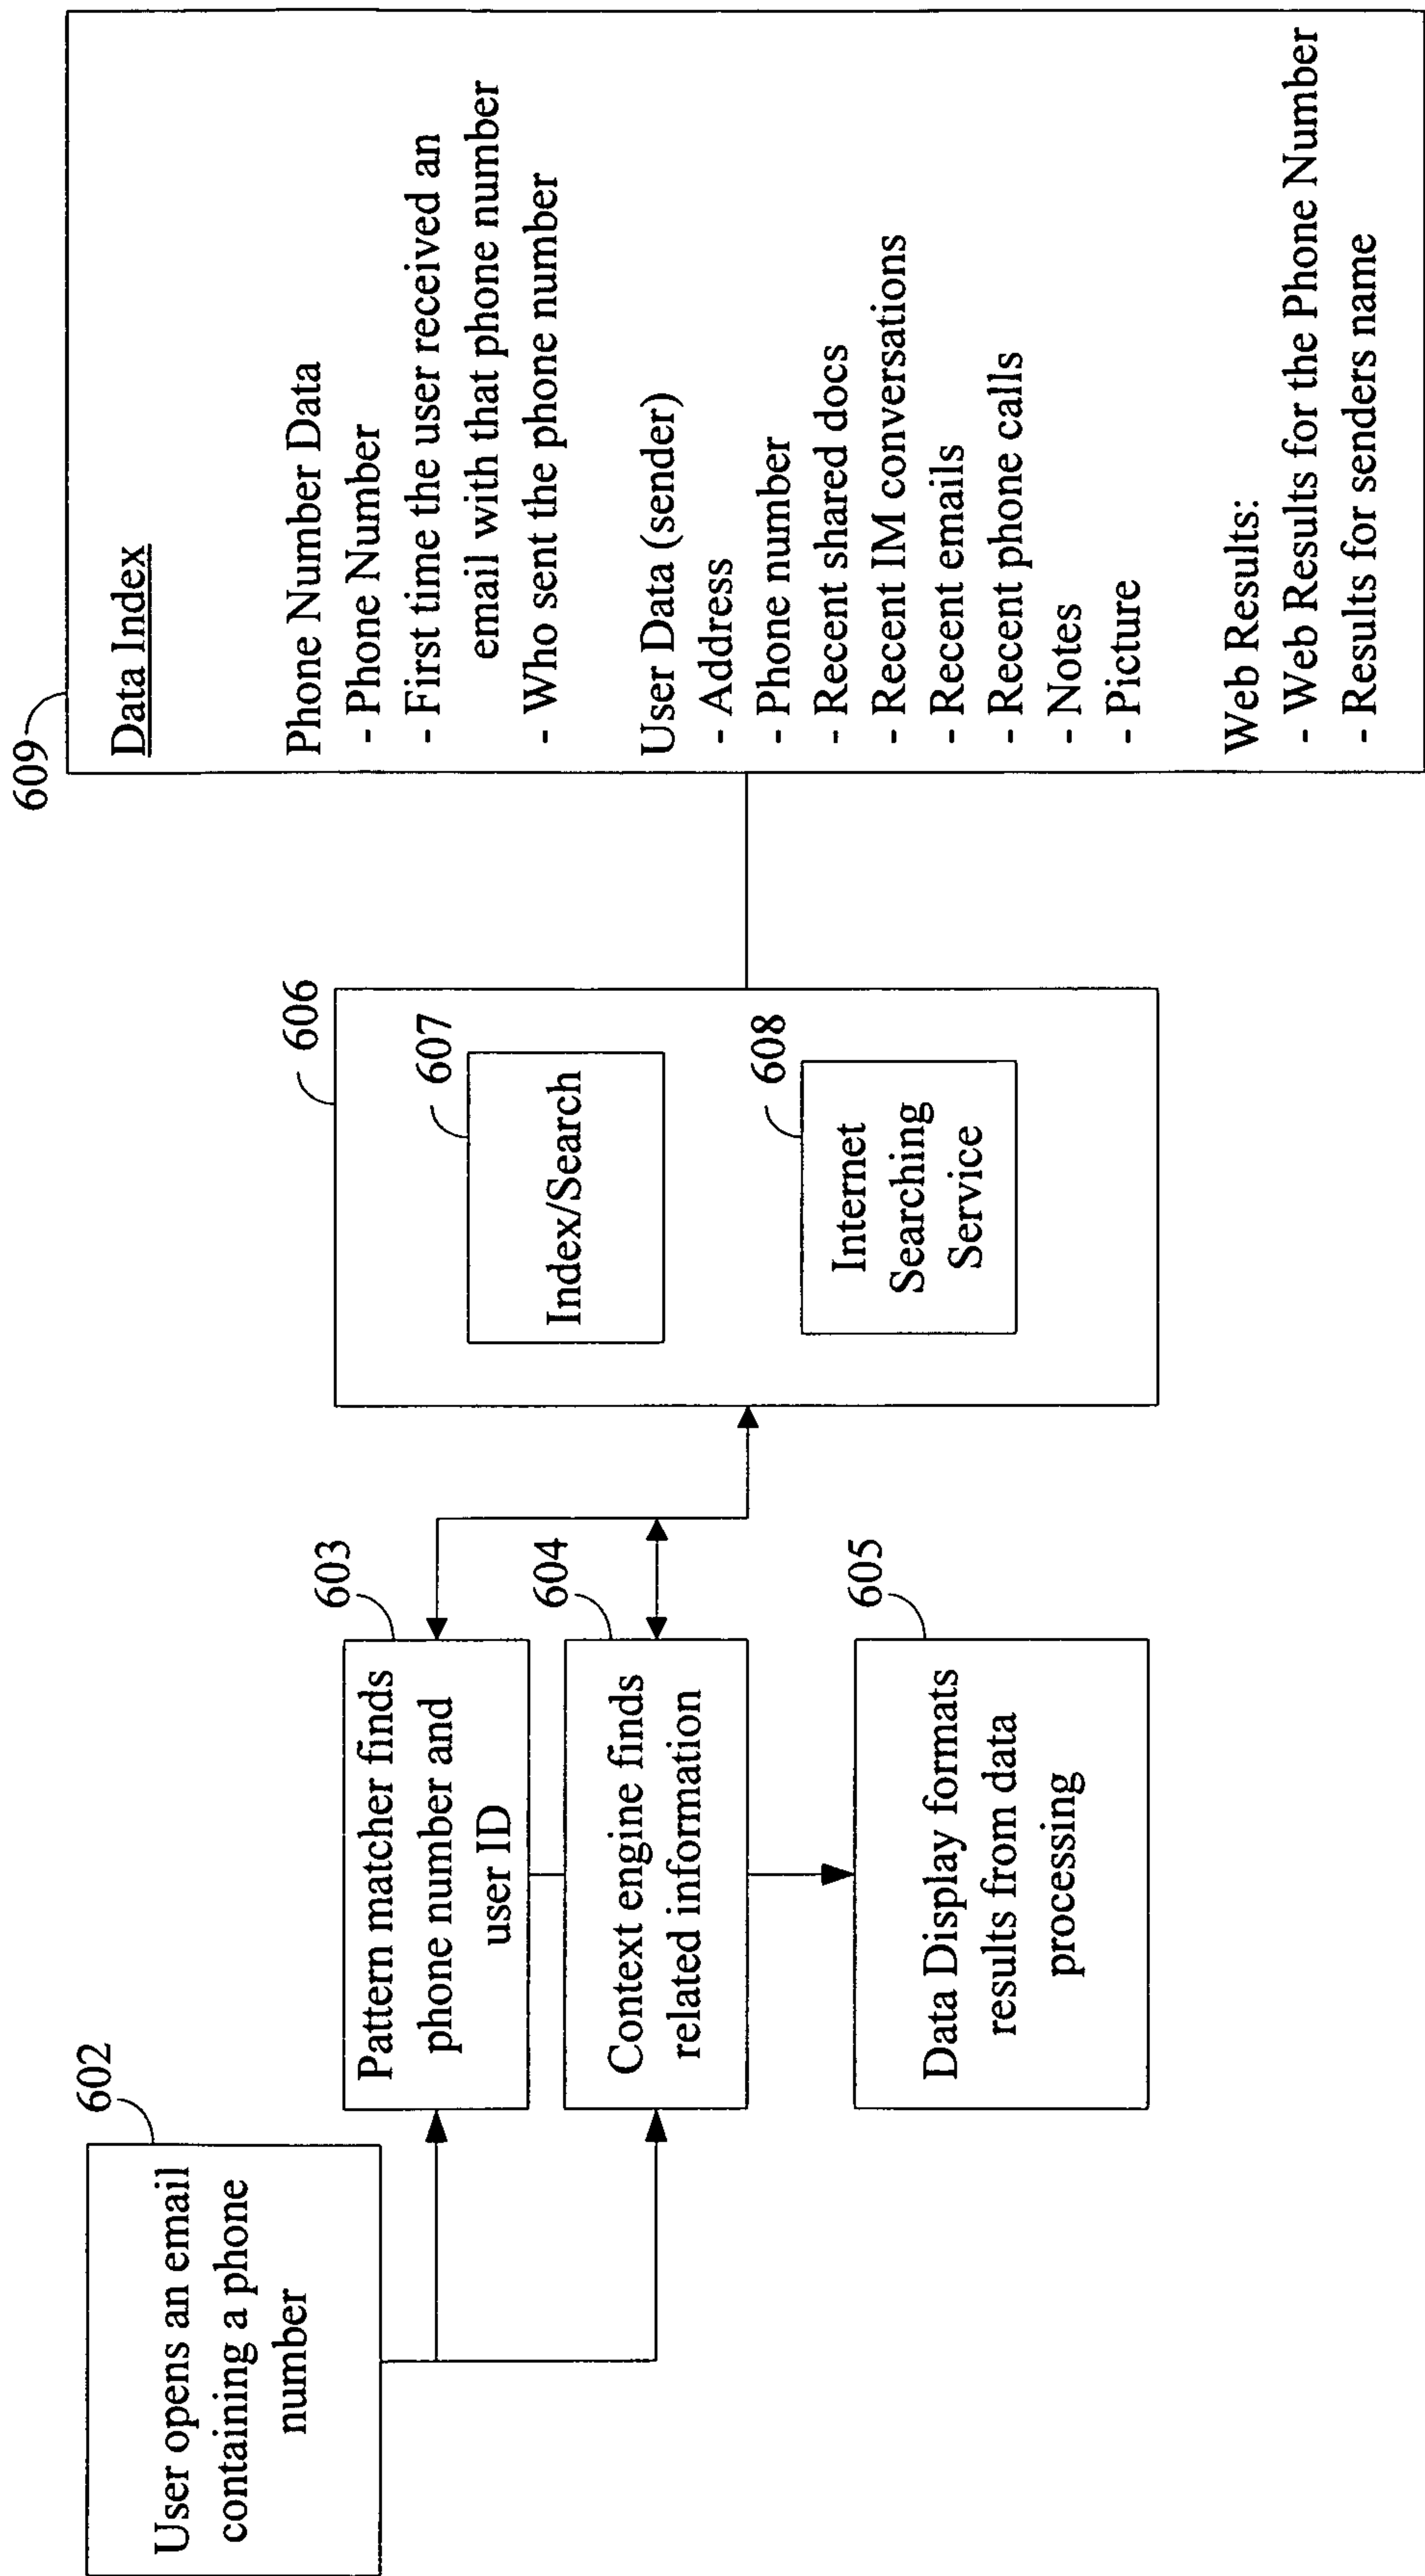 602
User opens an email
containing a phone
number
603
Pattern matcher finds
phone number and
user ID
604
Context engine finds
related information
605
Data Display formats
results from data
processing
606
607
Index/Search
608
Internet
Searching
Service
609
Data Index
Phone Number Data
- Phone Number
- First time the user received an
email with that phone number
- Who sent the phone number
User Data (sender)
- Address
- Phone number
- Recent shared docs
- Recent IM conversations
- Recent emails
- Recent phone calls
- Notes
- Picture
Web Results:
- Web Results for the Phone Number
- Results for senders name